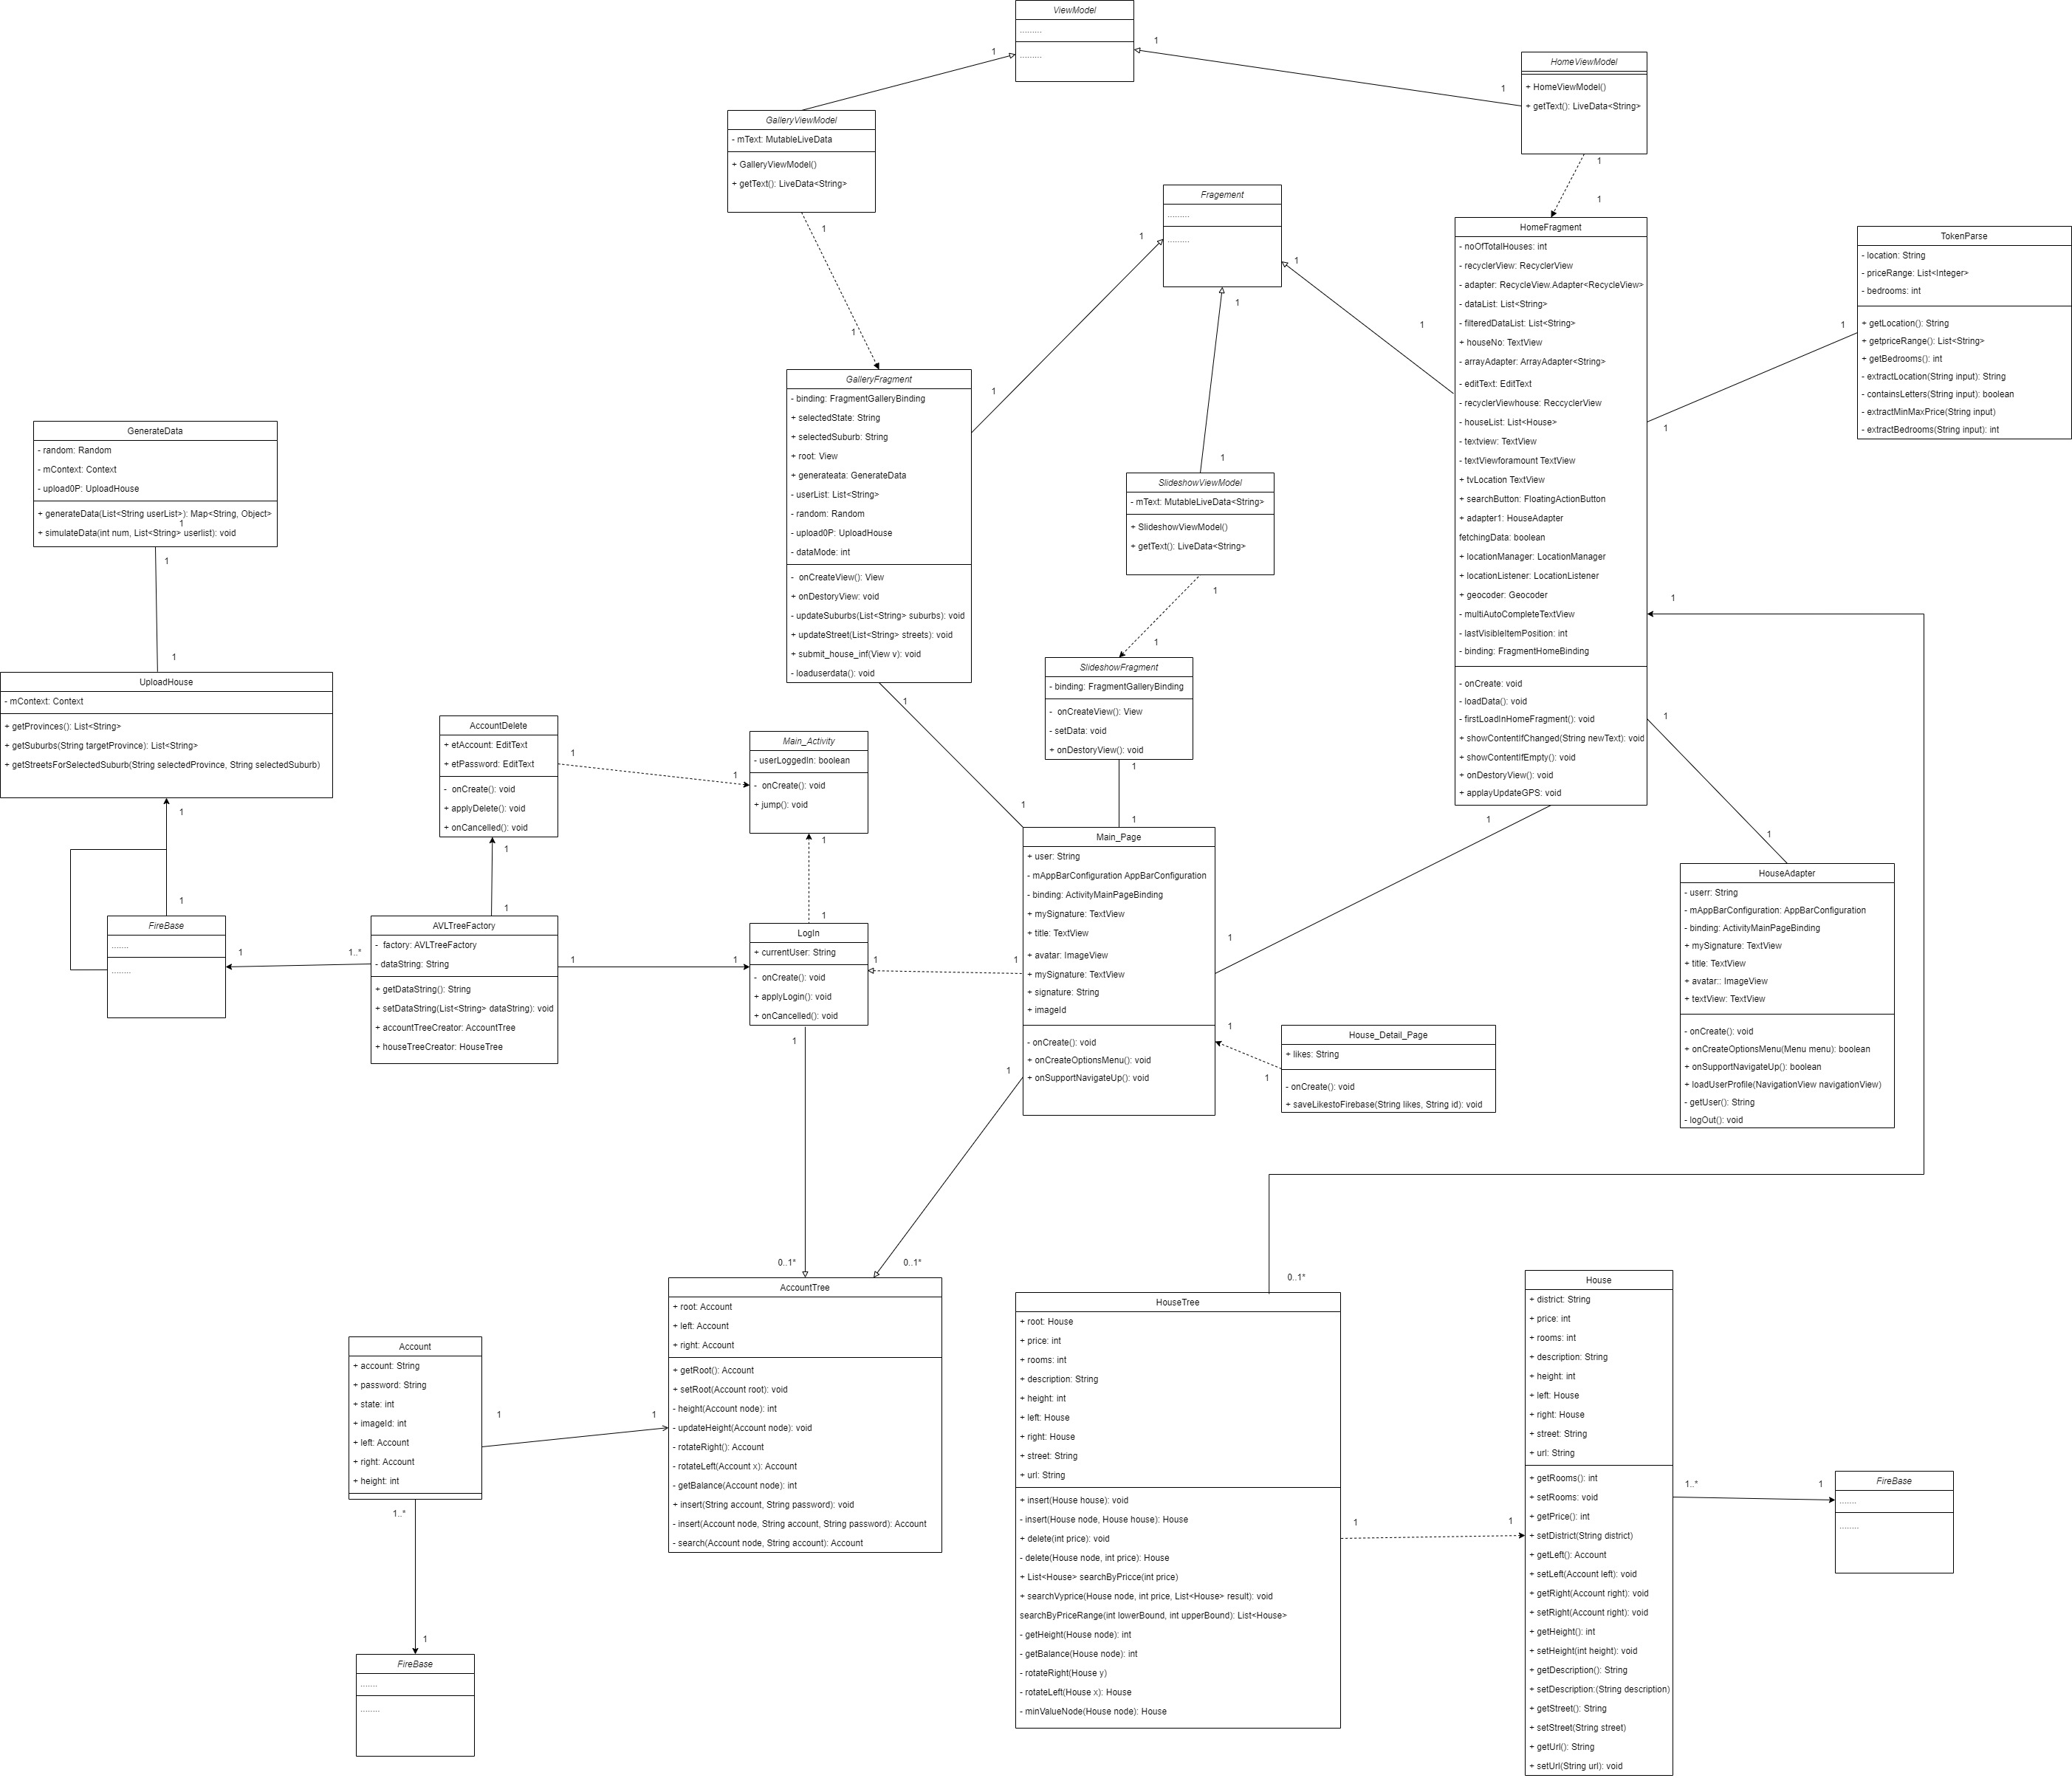 ViewModel
.........
.........
1
1
1
HomeViewModel
+ HomeViewModel()
+ getText(): LiveData<String>
1
1
GalleryViewModel
- mText: MutableLiveData
+ GalleryViewModel()
+ getText(): LiveData<String>
1
1
Fragement
.........
.........
1
1
1
1
1
1
HomeFragment
- noOfTotalHouses: int
- recyclerView: RecyclerView
- adapter: RecycleView.Adapter<RecycleView>
- dataList: List<String>
- filteredDataList: List<String>
+ houseNo: TextView
- arrayAdapter: ArrayAdapter<String>
- editText: EditText
- recyclerViewhouse: ReccyclerView
- houseList: List<House>
- textview: TextView
- textViewforamount TextView
+ tvLocation TextView
+ searchButton: FloatingActionButton
+ adapter1: HouseAdapter
fetchingData: boolean
+ locationManager: LocationManager
+ locationListener: LocationListener
+ geocoder: Geocoder
- multiAutoCompleteTextView
- lastVisibleItemPosition: int
- binding: FragmentHomeBinding
- onCreate: void
- loadData(): void
- firstLoadInHomeFragment(): void
+ showContentIfChanged(String newText): void
+ showContentIfEmpty(): void
+ onDestoryView(): void
+ applayUpdateGPS: void
TokenParse
- location: String
- priceRange: List<Integer>
- bedrooms: int
+ getLocation(): String
+ getpriceRange(): List<String>
+ getBedrooms(): int
- extractLocation(String input): String
- containsLetters(String input): boolean
- extractMinMaxPrice(String input)
- extractBedrooms(String input): int
1
1
GalleryFragment
- binding: FragmentGalleryBinding
+ selectedState: String
+ selectedSuburb: String
+ root: View
+ generateata: GenerateData
- userList: List<String>
- random: Random
- upload0P: UploadHouse
- dataMode: int
-  onCreateView(): View
+ onDestoryView: void
- updateSuburbs(List<String> suburbs): void
+ updateStreet(List<String> streets): void
+ submit_house_inf(View v): void
- loaduserdata(): void
1
1
GenerateData
- random: Random
- mContext: Context
- upload0P: UploadHouse
+ generateData(List<String userList>): Map<String, Object>
1
+ simulateData(int num, List<String> userlist): void
1
1
SlideshowViewModel
- mText: MutableLiveData<String>
+ SlideshowViewModel()
+ getText(): LiveData<String>
1
1
SlideshowFragment
- binding: FragmentGalleryBinding
-  onCreateView(): View
- setData: void
+ onDestoryView(): void
1
1
UploadHouse
- mContext: Context
+ getProvinces(): List<String>
+ getSuburbs(String targetProvince): List<String>
+ getStreetsForSelectedSuburb(String selectedProvince, String selectedSuburb)
1
1
AccountDelete
+ etAccount: EditText
+ etPassword: EditText
-  onCreate(): void
+ applyDelete(): void
+ onCancelled(): void
1
1
1
1
Main_Activity
- userLoggedIn: boolean
-  onCreate(): void
+ jump(): void
1
1
FireBase
.......
........
1
1..*
AVLTreeFactory
-  factory: AVLTreeFactory
- dataString: String
+ getDataString(): String
+ setDataString(List<String> dataString): void
+ accountTreeCreator: AccountTree
+ houseTreeCreator: HouseTree
1
1
LogIn
+ currentUser: String
-  onCreate(): void
+ applyLogin(): void
+ onCancelled(): void
1
1
1
0..1*
Main_Page
+ user: String
- mAppBarConfiguration AppBarConfiguration
- binding: ActivityMainPageBinding
+ mySignature: TextView
+ title: TextView
+ avatar: ImageView
+ mySignature: TextView
+ signature: String
+ imageId
- onCreate(): void
+ onCreateOptionsMenu(): void
+ onSupportNavigateUp(): void
1
1
1
0..1*
1
1
House_Detail_Page
+ likes: String
- onCreate(): void
+ saveLikestoFirebase(String likes, String id): void
1
1
1
HouseAdapter
- userr: String
- mAppBarConfiguration: AppBarConfiguration
- binding: ActivityMainPageBinding
+ mySignature: TextView
+ title: TextView
+ avatar:: ImageView
+ textView: TextView
- onCreate(): void
+ onCreateOptionsMenu(Menu menu): boolean
+ onSupportNavigateUp(): boolean
+ loadUserProfile(NavigationView navigationView)
- getUser(): String
- logOut(): void
AccountTree
+ root: Account
+ left: Account
+ right: Account
+ getRoot(): Account
+ setRoot(Account root): void
- height(Account node): int
- updateHeight(Account node): void
- rotateRight(): Account
- rotateLeft(Account x): Account
- getBalance(Account node): int
+ insert(String account, String password): void
- insert(Account node, String account, String password): Account
- search(Account node, String account): Account
Account
+ account: String
+ password: String
+ state: int
+ imageId: int
+ left: Account
+ right: Account
+ height: int
1
1
1..*
1
FireBase
.......
........
0..1*
HouseTree
+ root: House
+ price: int
+ rooms: int
+ description: String
+ height: int
+ left: House
+ right: House
+ street: String
+ url: String
+ insert(House house): void
- insert(House node, House house): House
+ delete(int price): void
- delete(House node, int price): House
+ List<House> searchByPricce(int price)
+ searchVyprice(House node, int price, List<House> result): void
searchByPriceRange(int lowerBound, int upperBound): List<House>
- getHeight(House node): int
- getBalance(House node): int
- rotateRight(House y)
- rotateLeft(House x): House
- minValueNode(House node): House
1
1
House
+ district: String
+ price: int
+ rooms: int
+ description: String
+ height: int
+ left: House
+ right: House
+ street: String
+ url: String
+ getRooms(): int
+ setRooms: void
+ getPrice(): int
+ setDistrict(String district)
+ getLeft(): Account
+ setLeft(Account left): void
+ getRight(Account right): void
+ setRight(Account right): void
+ getHeight(): int
+ setHeight(int height): void
+ getDescription(): String
+ setDescription:(String description)
+ getStreet(): String
+ setStreet(String street)
+ getUrl(): String
+ setUrl(String url): void
1..*
1
FireBase
.......
........